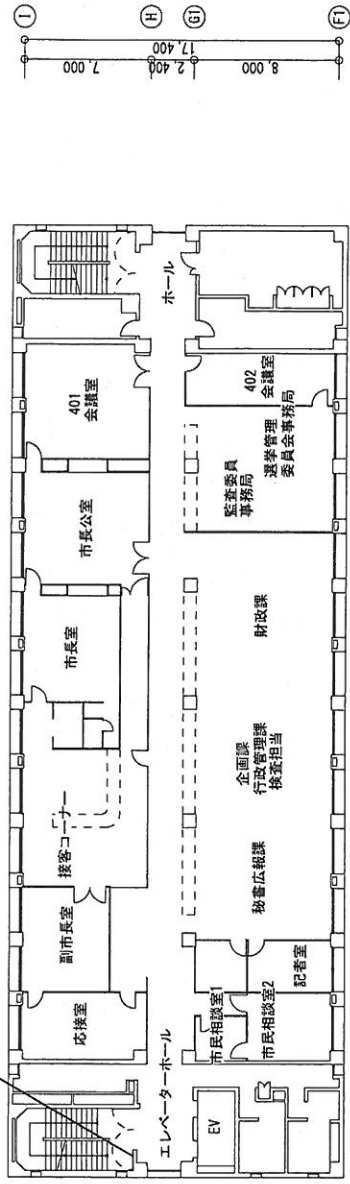 401
会議室
市長公室
市長室
接客コーナー
副市長室
応接室
ホール
402
会議室
選挙管理
委員会事務局
監査委員
事務局
財政課
企画課
行政管理課
検査担当
秘書広報課
記者室
市民相談室1
市民相談室2
エレベーターホール
EV
I
H
G1
F1
7,000
2,400
8,000
17,400